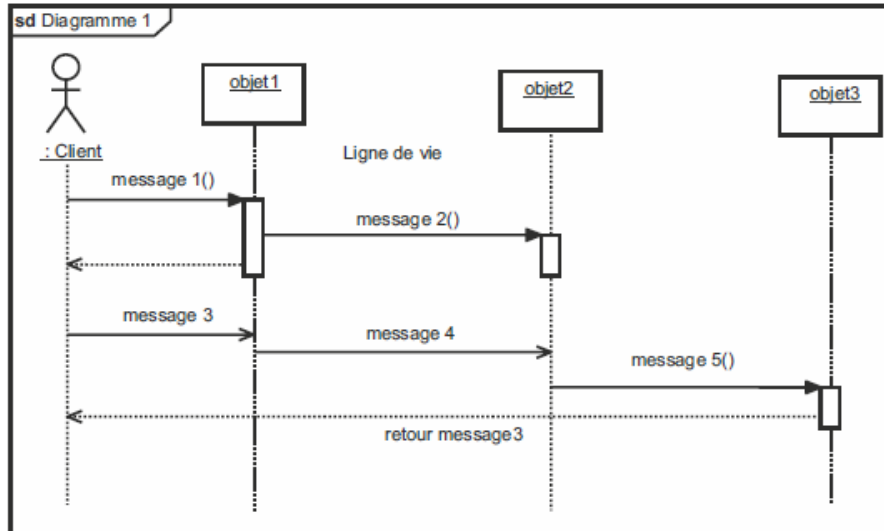 sd Diagramme 1
objet1
objet2
objet3
: Client
Ligne de vie
message 1()
message 2()
message 3
message 4
message 5()
retour message3